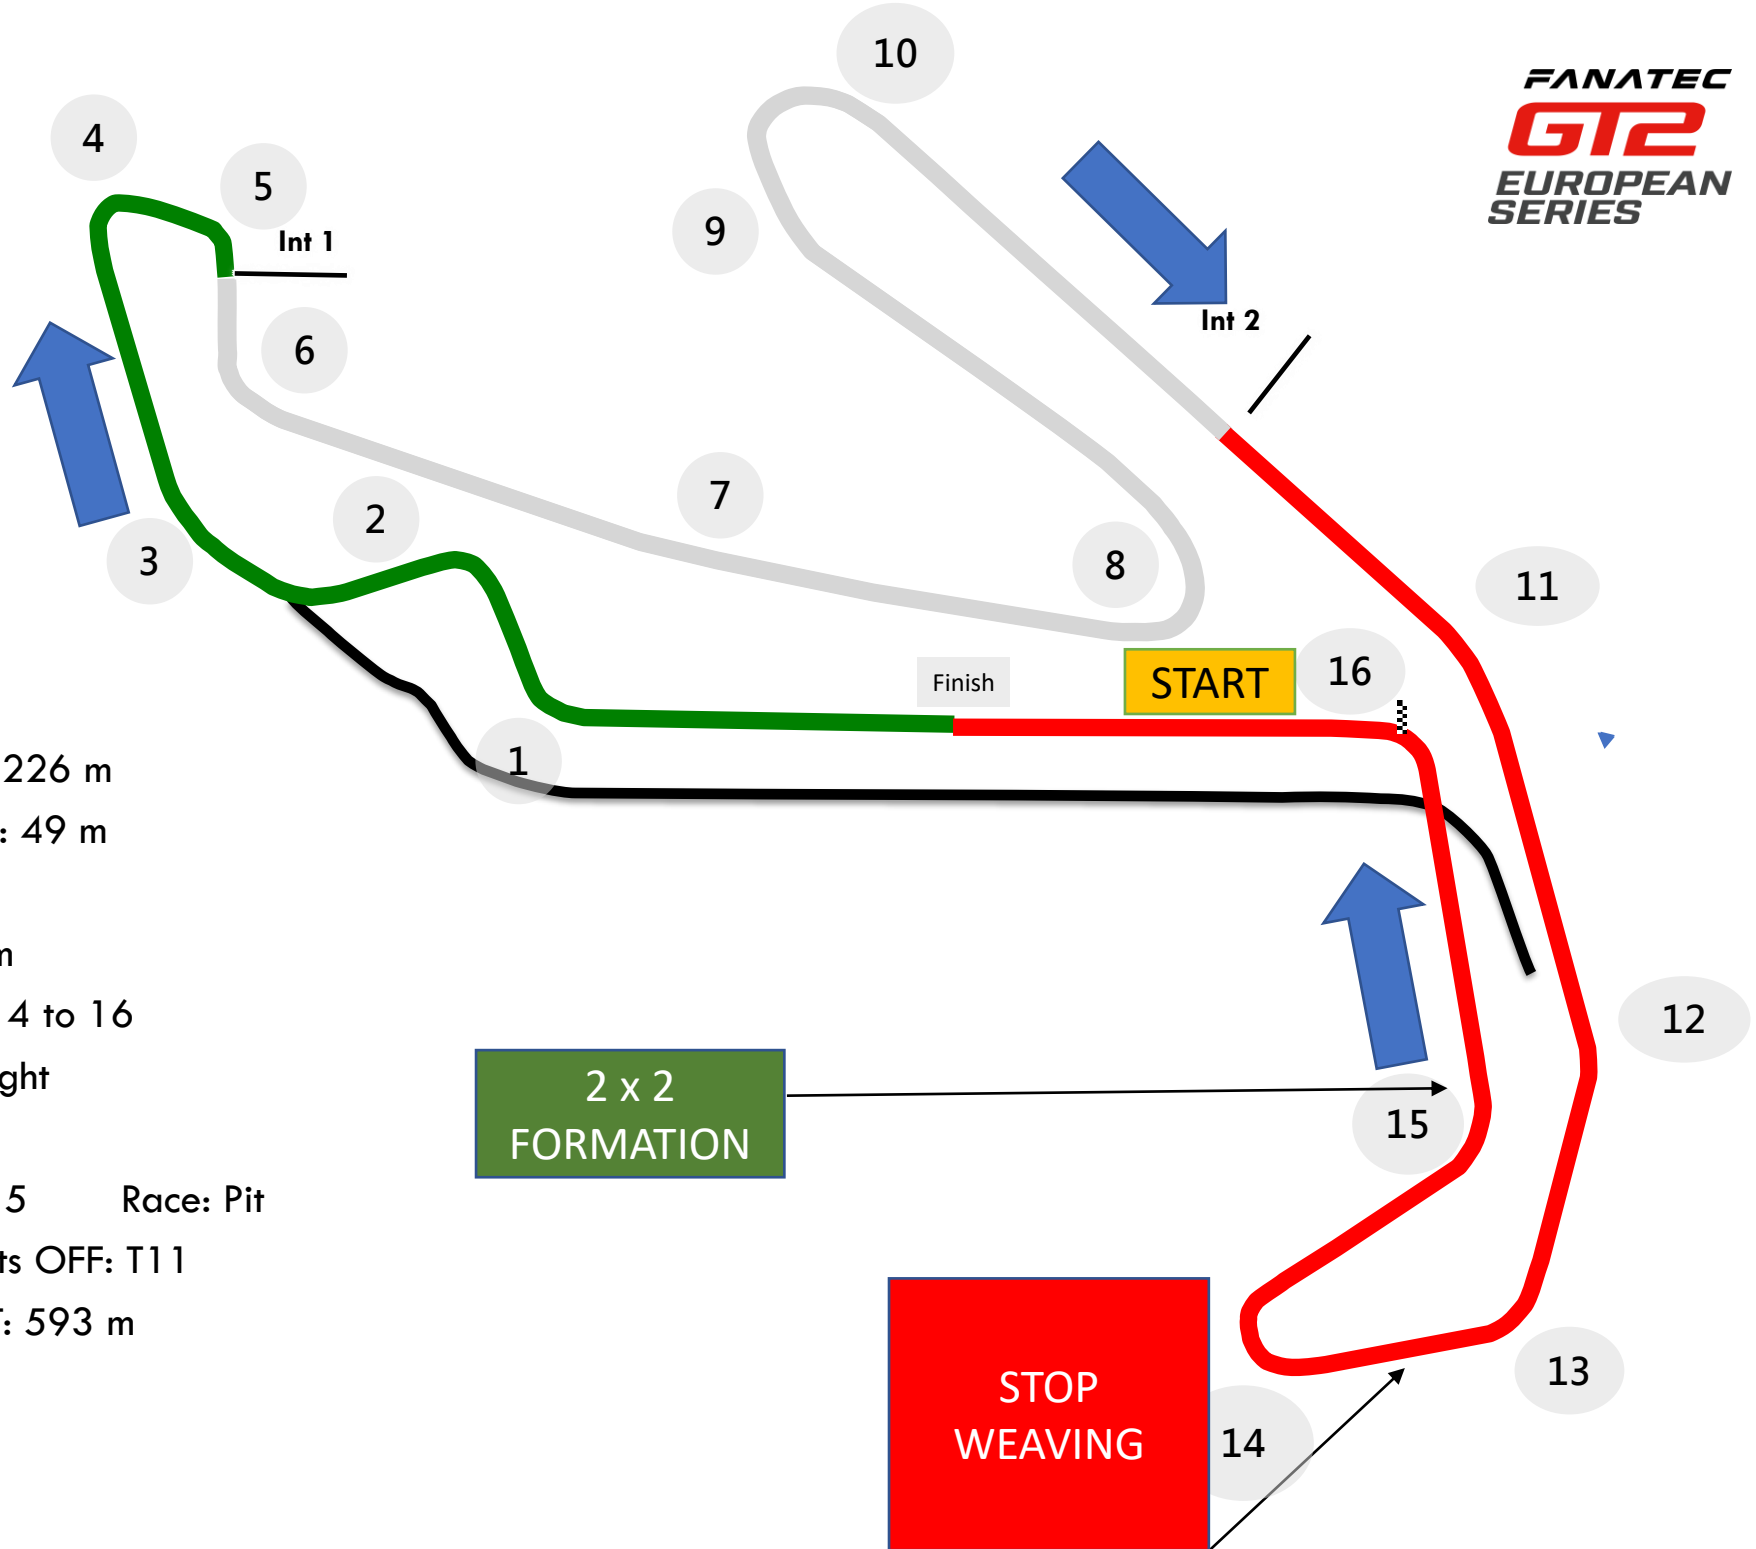 10
FANATEC
GT2
EUROPEAN
SERIES
4
5
Int 1
9
Int 2
6
7
2
3
8
11
START
16
Finish
1
226 m
: 49 m
m
4 to 16
ght
12
2 x 2
FORMATION
15
5 Race: Pit
ts OFF: T11
: 593 m
STOP
WEAVING
13
14